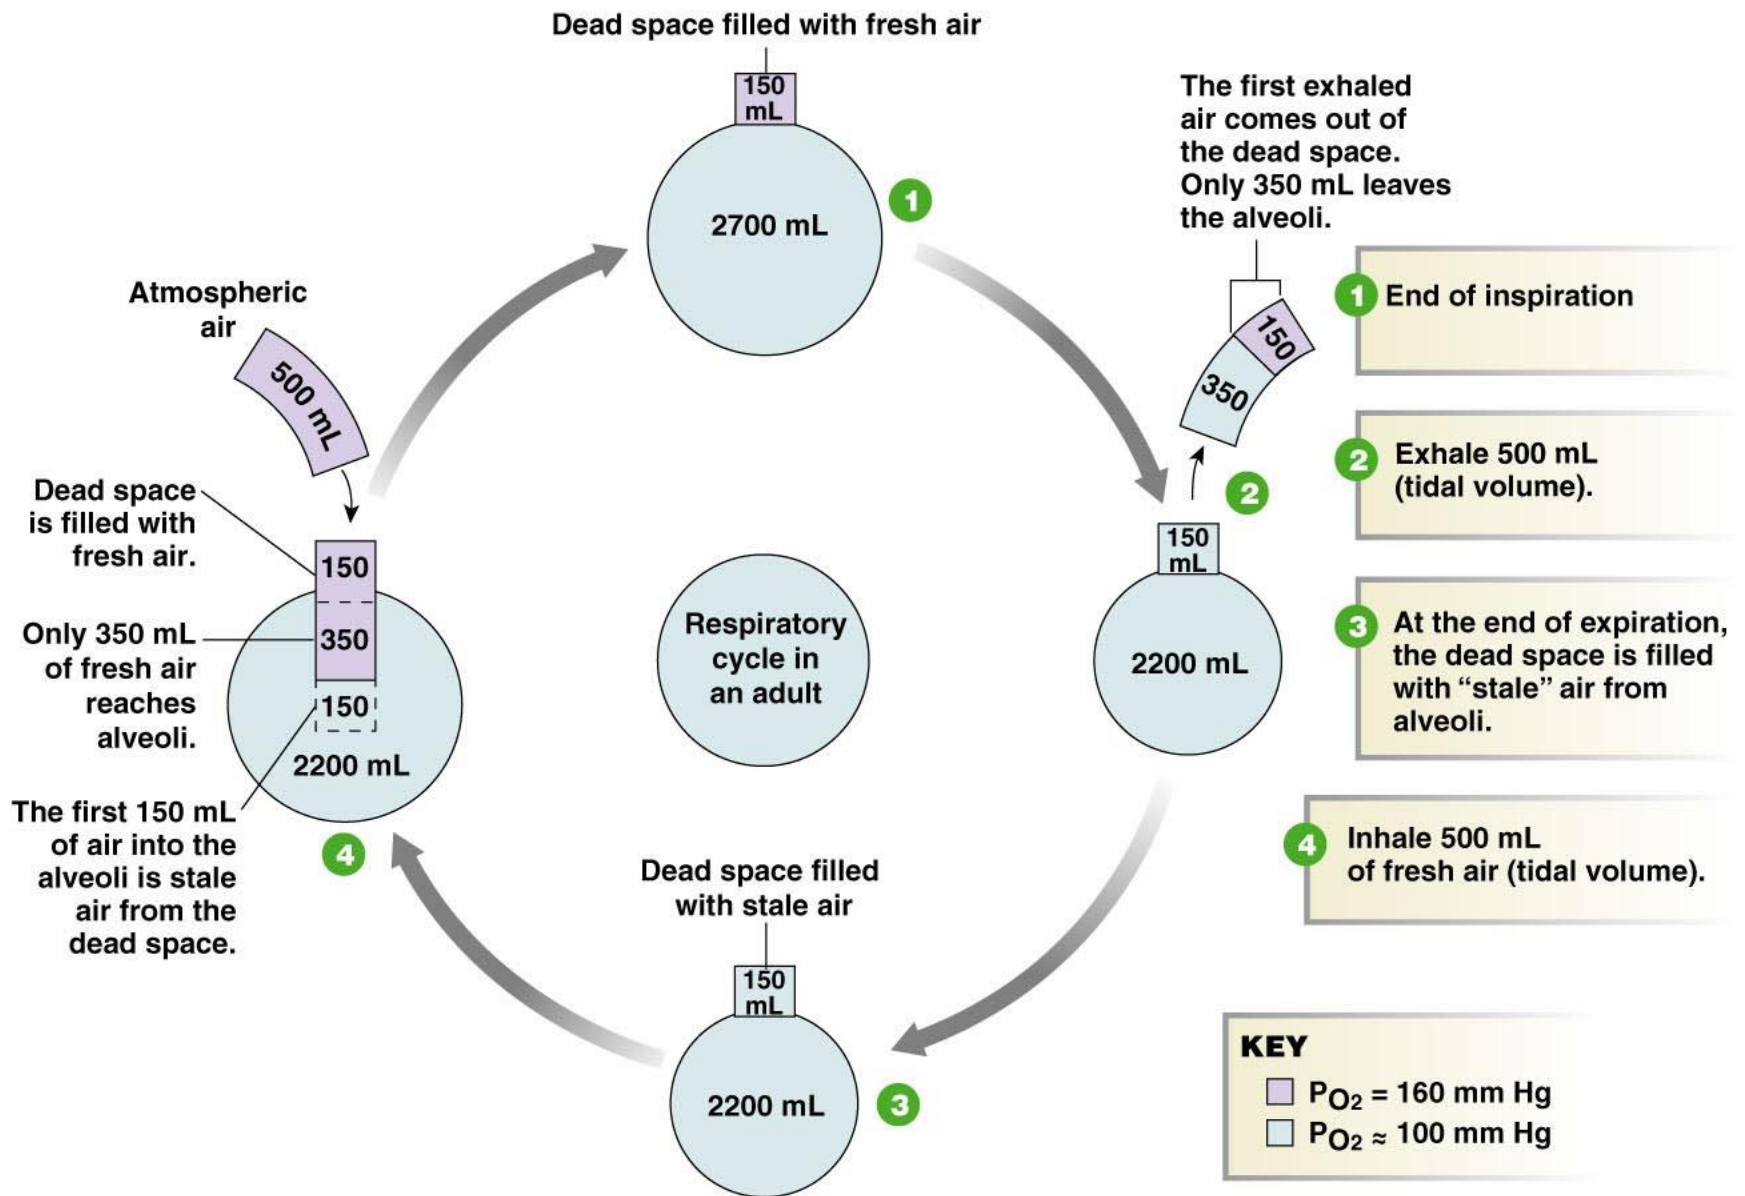 Dead space filled with fresh air
150
mL
2700 mL
1
The first exhaled
air comes out of
the dead space.
Only 350 mL leaves
the alveoli.
150
350
2
150
mL
2200 mL
Atmospheric
air
500 mL
Dead space
is filled with
fresh air.
150
Only 350 mL
of fresh air
reaches
alveoli.
350
150
2200 mL
The first 150 mL
of air into the
alveoli is stale
air from the
dead space.
4
Respiratory
cycle in
an adult
Dead space filled
with stale air
150
mL
2200 mL
3
1 End of inspiration
2 Exhale 500 mL
(tidal volume).
3 At the end of expiration,
the dead space is filled
with “stale” air from
alveoli.
4 Inhale 500 mL
of fresh air (tidal volume).
KEY
PO2 = 160 mm Hg
PO2 ≈ 100 mm Hg